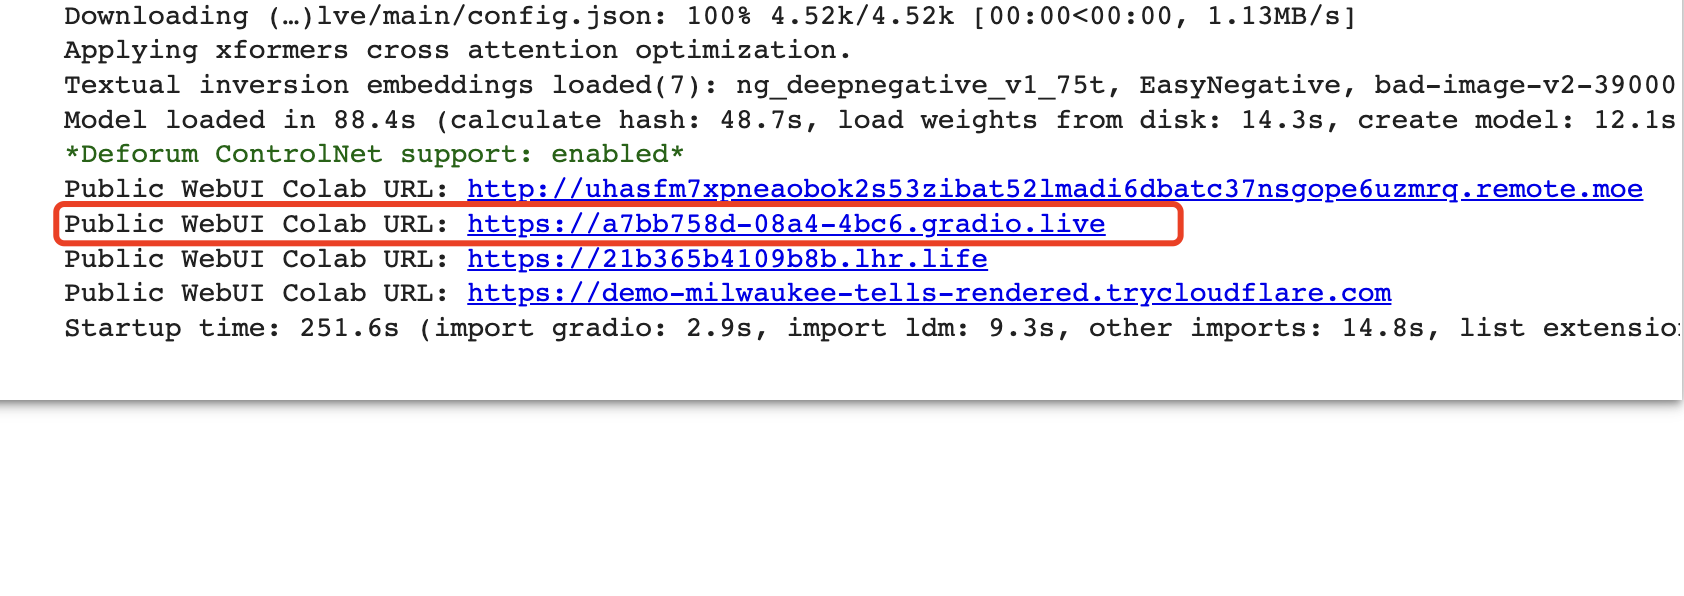 Downloading (…)lve/main/config.json: 100% 4.52k/4.52k [00:00<00:00, 1.13MB/s]
Applying xformers cross attention optimization.
Textual inversion embeddings loaded(7): ng_deepnegative_v1_75t, EasyNegative, bad-image-v2-39000
Model loaded in 88.4s (calculate hash: 48.7s, load weights from disk: 14.3s, create model: 12.1s
*Deforum ControlNet support: enabled*
Public WebUI Colab URL: http://uhasfm7xpneaobok2s53zibat52lmadi6dbatc37nsgope6uzmrq.remote.moe
Public WebUI Colab URL: https://a7bb758d-08a4-4bc6.gradio.live
Public WebUI Colab URL: https://21b365b4109b8b.lhr.life
Public WebUI Colab URL: https://demo-milwaukee-tells-rendered.trycloudflare.com
Startup time: 251.6s (import gradio: 2.9s, import ldm: 9.3s, other imports: 14.8s, list extensio